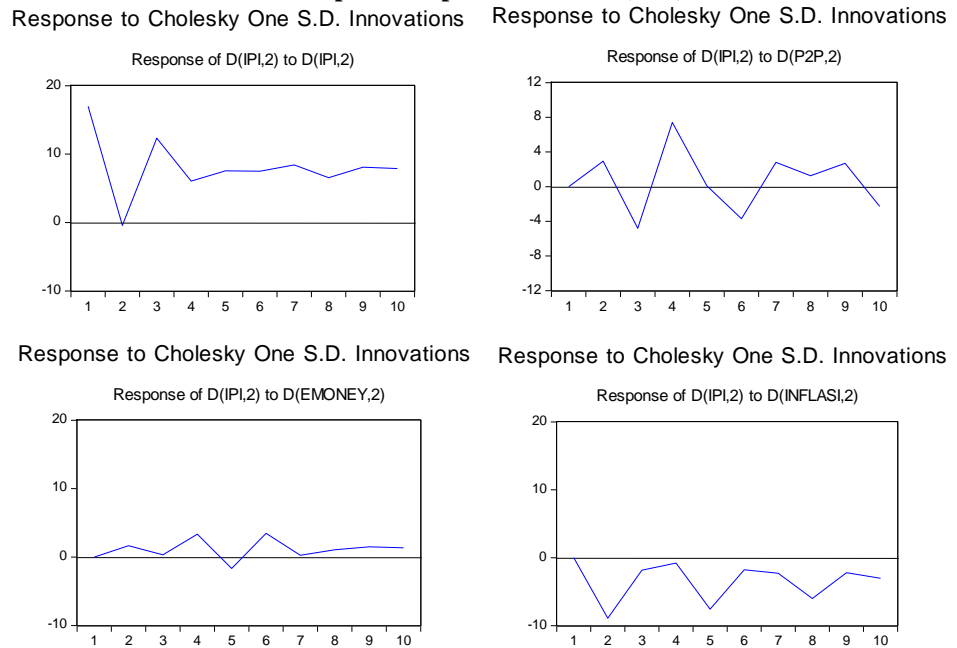 Response to Cholesky One S.D. Innovations
Response of D(IPI,2) to D(IPI,2)
20
10
0
-10
1 2 3 4 5 6 7 8 9 10
Response to Cholesky One S.D. Innovations
Response of D(IPI,2) to D(P2P,2)
12
8
4
0
-4
-8
-12
1 2 3 4 5 6 7 8 9 10
Response to Cholesky One S.D. Innovations
Response of D(IPI,2) to D(EMONEY,2)
20
10
0
-10
1 2 3 4 5 6 7 8 9 10
Response to Cholesky One S.D. Innovations
Response of D(IPI,2) to D(INFLASI,2)
20
10
0
-10
1 2 3 4 5 6 7 8 9 10